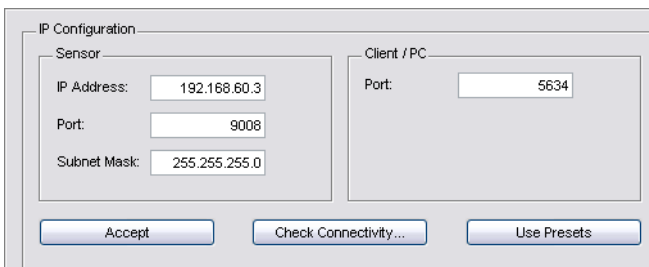 IP Configuration
Sensor
IP Address: 192.168.60.3
Port: 9008
Subnet Mask: 255.255.255.0
Client / PC
Port: 5634
Accept
Check Connectivity...
Use Presets